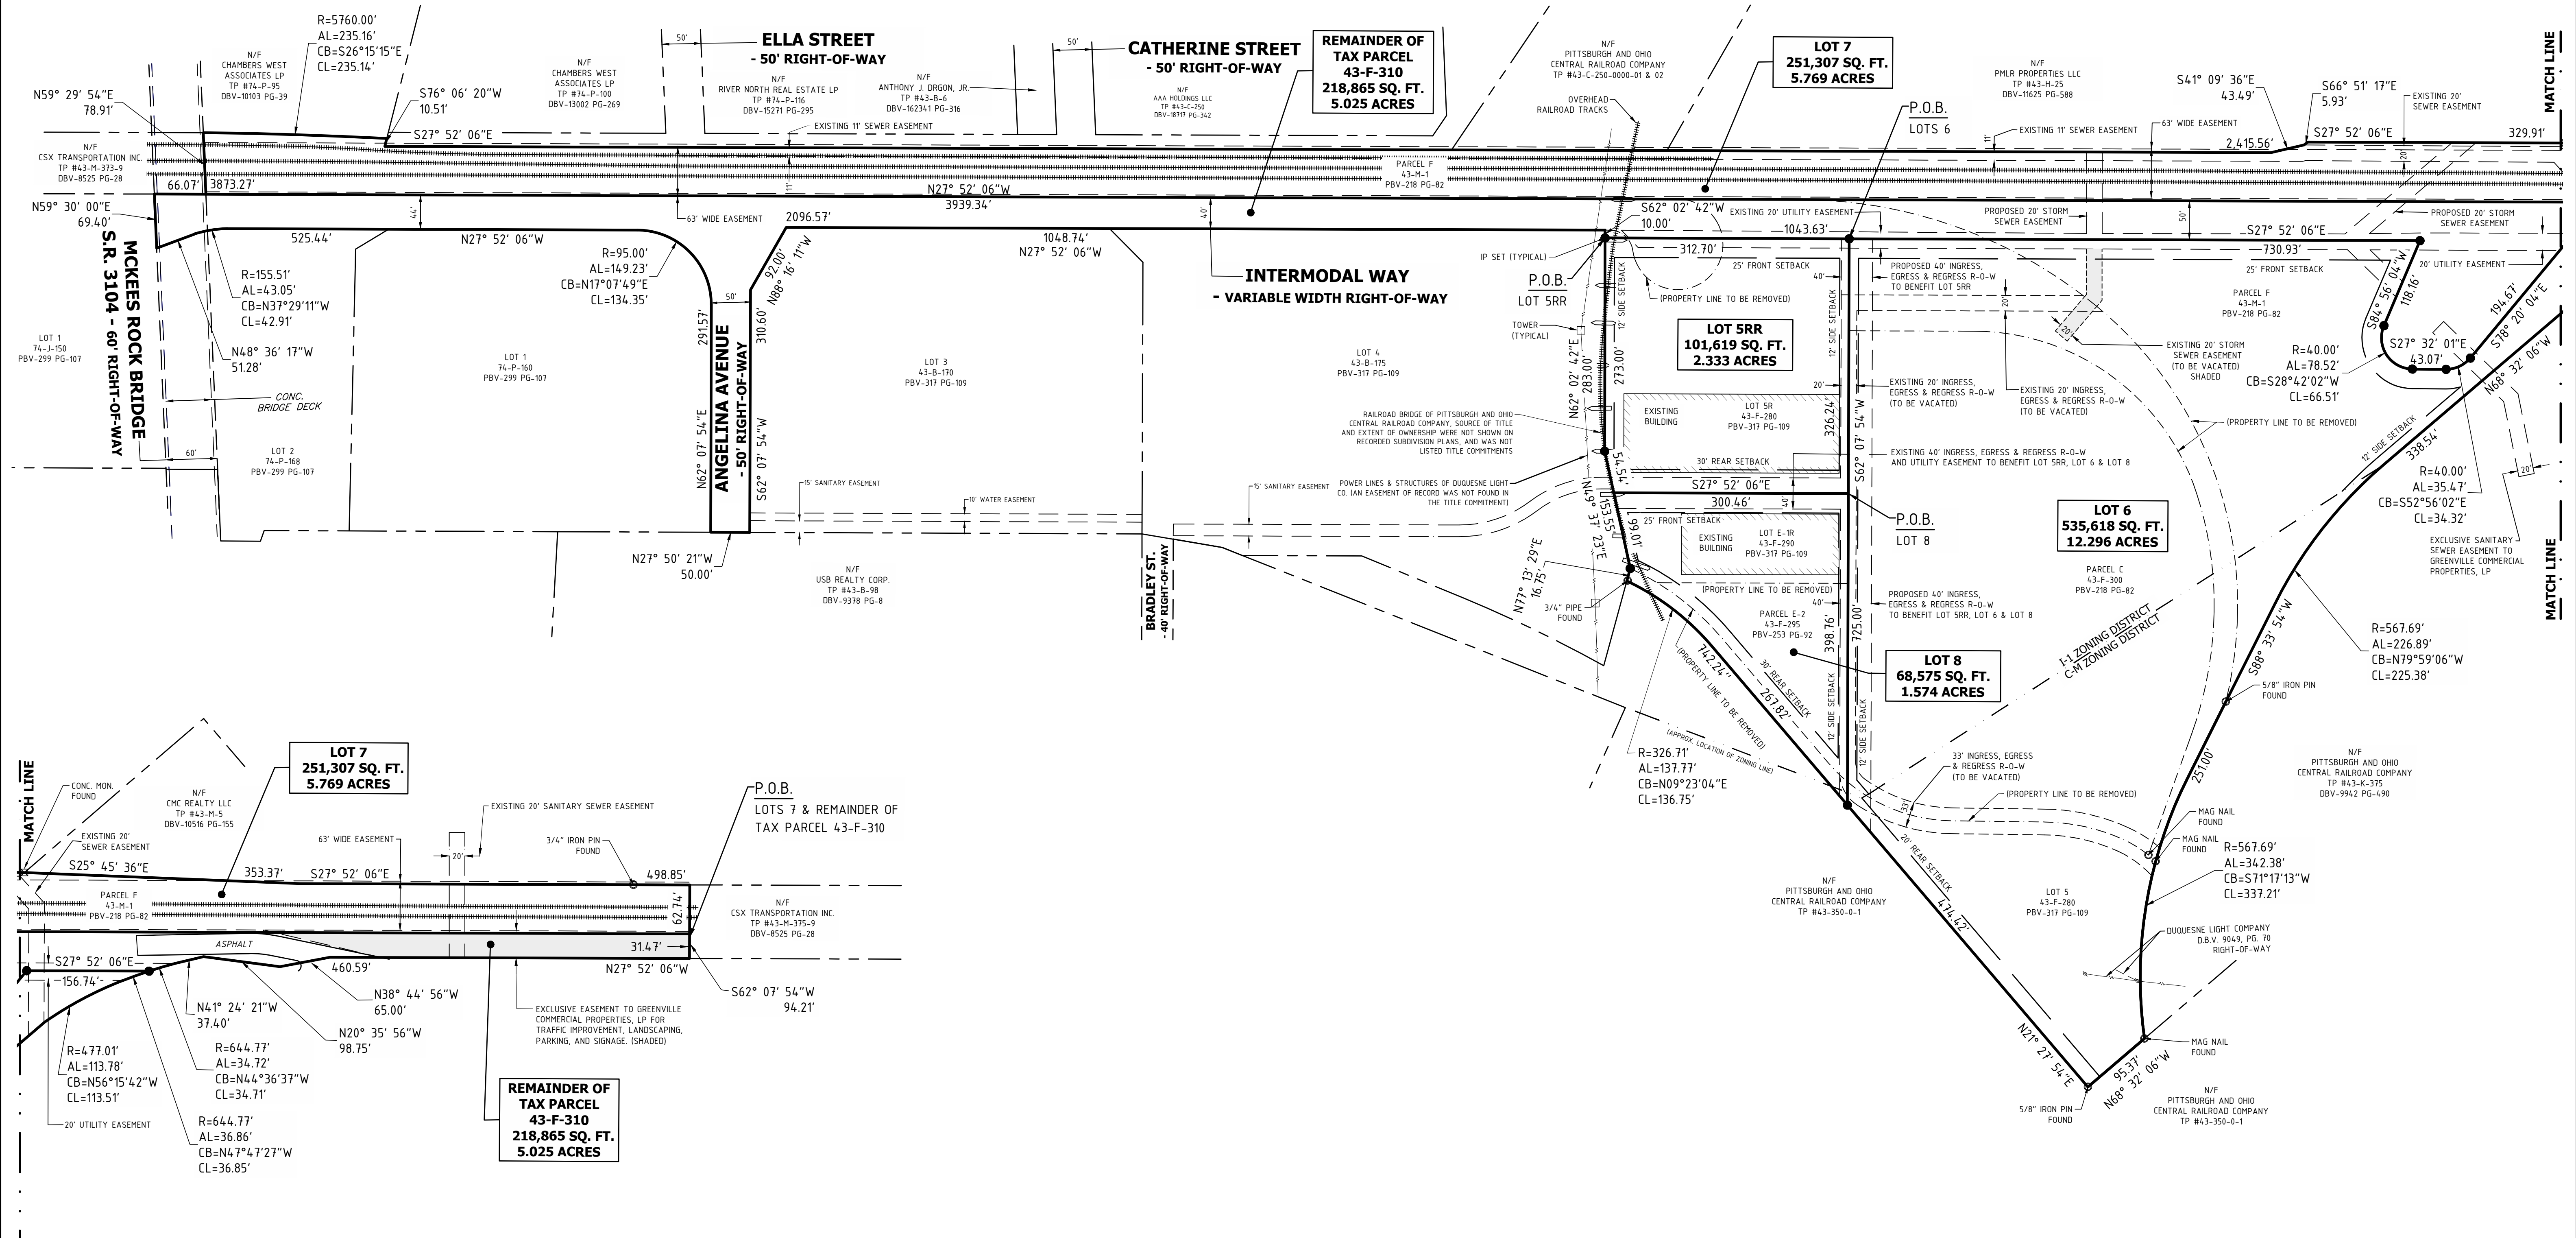 R=5760.00'
AL=235.16'
CB=S26°15'15"E
CL=235.14'
N/F
CHAMBERS WEST
ASSOCIATES LP
TP #74-P-95
DBV-10103 PG-39
N59° 29' 54"E
78.91'
S76° 06' 20"W
10.51'
N/F
CHAMBERS WEST
ASSOCIATES LP
TP #74-P-100
DBV-13002 PG-269
50'
ELLA STREET
- 50' RIGHT-OF-WAY
N/F
RIVER NORTH REAL ESTATE LP
TP #74-P-116
DBV-15271 PG-295
N/F
ANTHONY J. DRGON, JR.
TP #43-B-6
DBV-162341 PG-316
50'
CATHERINE STREET
- 50' RIGHT-OF-WAY
N/F
AAA HOLDINGS LLC
TP #43-C-250
DBV-18717 PG-342
REMAINDER OF
TAX PARCEL
43-F-310
218,865 SQ. FT.
5.025 ACRES
N/F
PITTSBURGH AND OHIO
CENTRAL RAILROAD COMPANY
TP #43-C-250-0000-01 & 02
OVERHEAD
RAILROAD TRACKS
LOT 7
251,307 SQ. FT.
5.769 ACRES
P.O.B.
LOTS 6
N/F
PMLR PROPERTIES LLC
TP #43-H-25
DBV-11625 PG-588
S41° 09' 36"E
43.49'
S66° 51' 17"E
5.93'
EXISTING 20'
SEWER EASEMENT
MATCH LINE
S27° 52' 06"E
EXISTING 11' SEWER EASEMENT
11'
EXISTING 11' SEWER EASEMENT
11'
63' WIDE EASEMENT
2,415.56'
S27° 52' 06"E
329.91'
20'
N/F
CSX TRANSPORTATION INC.
TP #43-M-373-9
DBV-8525 PG-28
66.07'
3873.27'
N59° 30' 00"E
69.40'
44'
63' WIDE EASEMENT
N27° 52' 06"W
3939.34'
40'
PARCEL F
43-M-1
PBV-218 PG-82
525.44'
N27° 52' 06"W
2096.57'
1048.74'
N27° 52' 06"W
INTERMODAL WAY
- VARIABLE WIDTH RIGHT-OF-WAY
S62° 02' 42"W
10.00'
EXISTING 20' UTILITY EASEMENT
1043.63'
312.70'
IP SET (TYPICAL)
P.O.B.
LOT 5RR
PROPOSED 20' STORM
SEWER EASEMENT
50'
S27° 52' 06"E
730.93'
PROPOSED 20' STORM
SEWER EASEMENT
20' UTILITY EASEMENT
MCKEES ROCK BRIDGE
S.R. 3104 - 60' RIGHT-OF-WAY
R=155.51'
AL=43.05'
CB=N37°29'11"W
CL=42.91'
N48° 36' 17"W
51.28'
R=95.00'
AL=149.23'
CB=N17°07'49"E
CL=134.35'
92.00'
N88° 16' 11"W
50'
291.57'
310.60'
N62° 07' 54"E
ANGELINA AVENUE
- 50' RIGHT-OF-WAY
S62° 07' 54"W
LOT 1
74-J-150
PBV-299 PG-107
CONC.
BRIDGE DECK
60'
LOT 1
74-P-160
PBV-299 PG-107
LOT 2
74-P-168
PBV-299 PG-107
LOT 3
43-B-170
PBV-317 PG-109
LOT 4
43-B-175
PBV-317 PG-109
15' SANITARY EASEMENT
10' WATER EASEMENT
15' SANITARY EASEMENT
N27° 50' 21"W
50.00'
N/F
USB REALTY CORP.
TP #43-B-98
DBV-9378 PG-8
BRADLEY ST.
- 40' RIGHT-OF-WAY
TOWER
(TYPICAL)
N62° 02' 42"E
283.00'
273.00'
12' SIDE SETBACK
(PROPERTY LINE TO BE REMOVED)
25' FRONT SETBACK
40'
LOT 5RR
101,619 SQ. FT.
2.333 ACRES
12' SIDE SETBACK
20'
EXISTING
BUILDING
LOT 5R
43-F-280
PBV-317 PG-109
326.24'
S62° 07' 54"W
30' REAR SETBACK
RAILROAD BRIDGE OF PITTSBURGH AND OHIO
CENTRAL RAILROAD COMPANY, SOURCE OF TITLE
AND EXTENT OF OWNERSHIP WERE NOT SHOWN ON
RECORDED SUBDIVISION PLANS, AND WAS NOT
LISTED TITLE COMMITMENTS
POWER LINES & STRUCTURES OF DUQUESNE LIGHT
CO. (AN EASEMENT OF RECORD WAS NOT FOUND IN
THE TITLE COMMITMENT)
54.54'
N49° 37' 23"E
153.55'
99.01'
S27° 52' 06"E
300.46'
40'
25' FRONT SETBACK
EXISTING
BUILDING
LOT E-1R
43-F-290
PBV-317 PG-109
N77° 13' 29"E
16.75'
3/4" PIPE
FOUND
(PROPERTY LINE TO BE REMOVED)
40'
PARCEL E-2
43-F-295
PBV-253 PG-92
398.76'
725.00'
742.24'
267.82'
30' REAR SETBACK
(PROPERTY LINE TO BE REMOVED)
12' SIDE SETBACK
12' SIDE SETBACK
(APPROX. LOCATION OF ZONING LINE)
R=326.71'
AL=137.77'
CB=N09°23'04"E
CL=136.75'
LOT 8
68,575 SQ. FT.
1.574 ACRES
PROPOSED 40' INGRESS,
EGRESS & REGRESS R-O-W
TO BENEFIT LOT 5RR
20'
20'
25' FRONT SETBACK
PARCEL F
43-M-1
PBV-218 PG-82
EXISTING 20' STORM
SEWER EASEMENT
(TO BE VACATED)
SHADED
EXISTING 20' INGRESS,
EGRESS & REGRESS R-O-W
(TO BE VACATED)
EXISTING 20' INGRESS,
EGRESS & REGRESS R-O-W
(TO BE VACATED)
(PROPERTY LINE TO BE REMOVED)
EXISTING 40' INGRESS, EGRESS & REGRESS R-O-W
AND UTILITY EASEMENT TO BENEFIT LOT 5RR, LOT 6 & LOT 8
P.O.B.
LOT 8
LOT 6
535,618 SQ. FT.
12.296 ACRES
PARCEL C
43-F-300
PBV-218 PG-82
PROPOSED 40' INGRESS,
EGRESS & REGRESS R-O-W
TO BENEFIT LOT 5RR, LOT 6 & LOT 8
I-1 ZONING DISTRICT
C-M ZONING DISTRICT
S84° 56' 04"W
118.16'
S27° 32' 01"E
43.07'
R=40.00'
AL=78.52'
CB=S28°42'02"W
CL=66.51'
194.67'
S78° 20' 04"E
N68° 32' 06"W
338.54'
12' SIDE SETBACK
20'
R=40.00'
AL=35.47'
CB=S52°56'02"E
CL=34.32'
EXCLUSIVE SANITARY
SEWER EASEMENT TO
GREENVILLE COMMERCIAL
PROPERTIES, LP
MATCH LINE
R=567.69'
AL=226.89'
CB=N79°59'06"W
CL=225.38'
S88° 33' 54"W
251.00'
5/8" IRON PIN
FOUND
33' INGRESS, EGRESS
& REGRESS R-O-W
(TO BE VACATED)
33'
(PROPERTY LINE TO BE REMOVED)
MAG NAIL
FOUND
MAG NAIL
FOUND
R=567.69'
AL=342.38'
CB=S71°17'13"W
CL=337.21'
N/F
PITTSBURGH AND OHIO
CENTRAL RAILROAD COMPANY
TP #43-K-375
DBV-9942 PG-490
20' REAR SETBACK
474.42'
N21° 27' 54"E
N/F
PITTSBURGH AND OHIO
CENTRAL RAILROAD COMPANY
TP #43-350-0-1
LOT 5
43-F-280
PBV-317 PG-109
DUQUESNE LIGHT COMPANY
D.B.V. 9049, PG. 70
RIGHT-OF-WAY
MAG NAIL
FOUND
95.37'
N68° 32' 06"W
5/8" IRON PIN
FOUND
N/F
PITTSBURGH AND OHIO
CENTRAL RAILROAD COMPANY
TP #43-350-0-1
MATCH LINE
CONC. MON.
FOUND
EXISTING 20'
SEWER EASEMENT
N/F
CMC REALTY LLC
TP #43-M-5
DBV-10516 PG-155
LOT 7
251,307 SQ. FT.
5.769 ACRES
63' WIDE EASEMENT
EXISTING 20' SANITARY SEWER EASEMENT
20'
3/4" IRON PIN
FOUND
P.O.B.
LOTS 7 & REMAINDER OF
TAX PARCEL 43-F-310
S25° 45' 36"E
353.37'
S27° 52' 06"E
498.85'
PARCEL F
43-M-1
PBV-218 PG-82
62.74'
N/F
CSX TRANSPORTATION INC.
TP #43-M-375-9
DBV-8525 PG-28
ASPHALT
31.47'
S27° 52' 06"E
156.74'
460.59'
N27° 52' 06"W
S62° 07' 54"W
94.21'
N38° 44' 56"W
65.00'
N41° 24' 21"W
37.40'
N20° 35' 56"W
98.75'
EXCLUSIVE EASEMENT TO GREENVILLE
COMMERCIAL PROPERTIES, LP FOR
TRAFFIC IMPROVEMENT, LANDSCAPING,
PARKING, AND SIGNAGE. (SHADED)
R=477.01'
AL=113.78'
CB=N56°15'42"W
CL=113.51'
R=644.77'
AL=34.72'
CB=N44°36'37"W
CL=34.71'
20' UTILITY EASEMENT
R=644.77'
AL=36.86'
CB=N47°47'27"W
CL=36.85'
REMAINDER OF
TAX PARCEL
43-F-310
218,865 SQ. FT.
5.025 ACRES